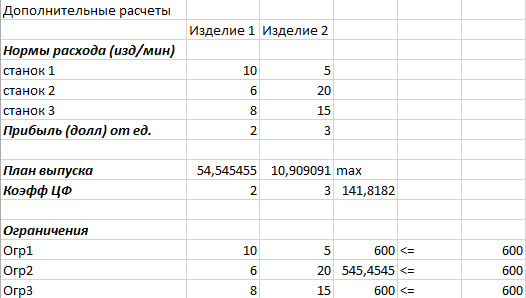 Дополнительные расчеты
Изделие 1 Изделие 2
Нормы расхода (изд/мин)
станок 1 10 5
станок 2 6 20
станок 3 8 15
Прибыль (долл) от ед. 2 3
План выпуска 54,545455 10,909091 max
Коэфф ЦФ 2 3 141,8182
Ограничения
Огр1 10 5 600 <= 600
Огр2 6 20 545,4545 <= 600
Огр3 8 15 600 <= 600